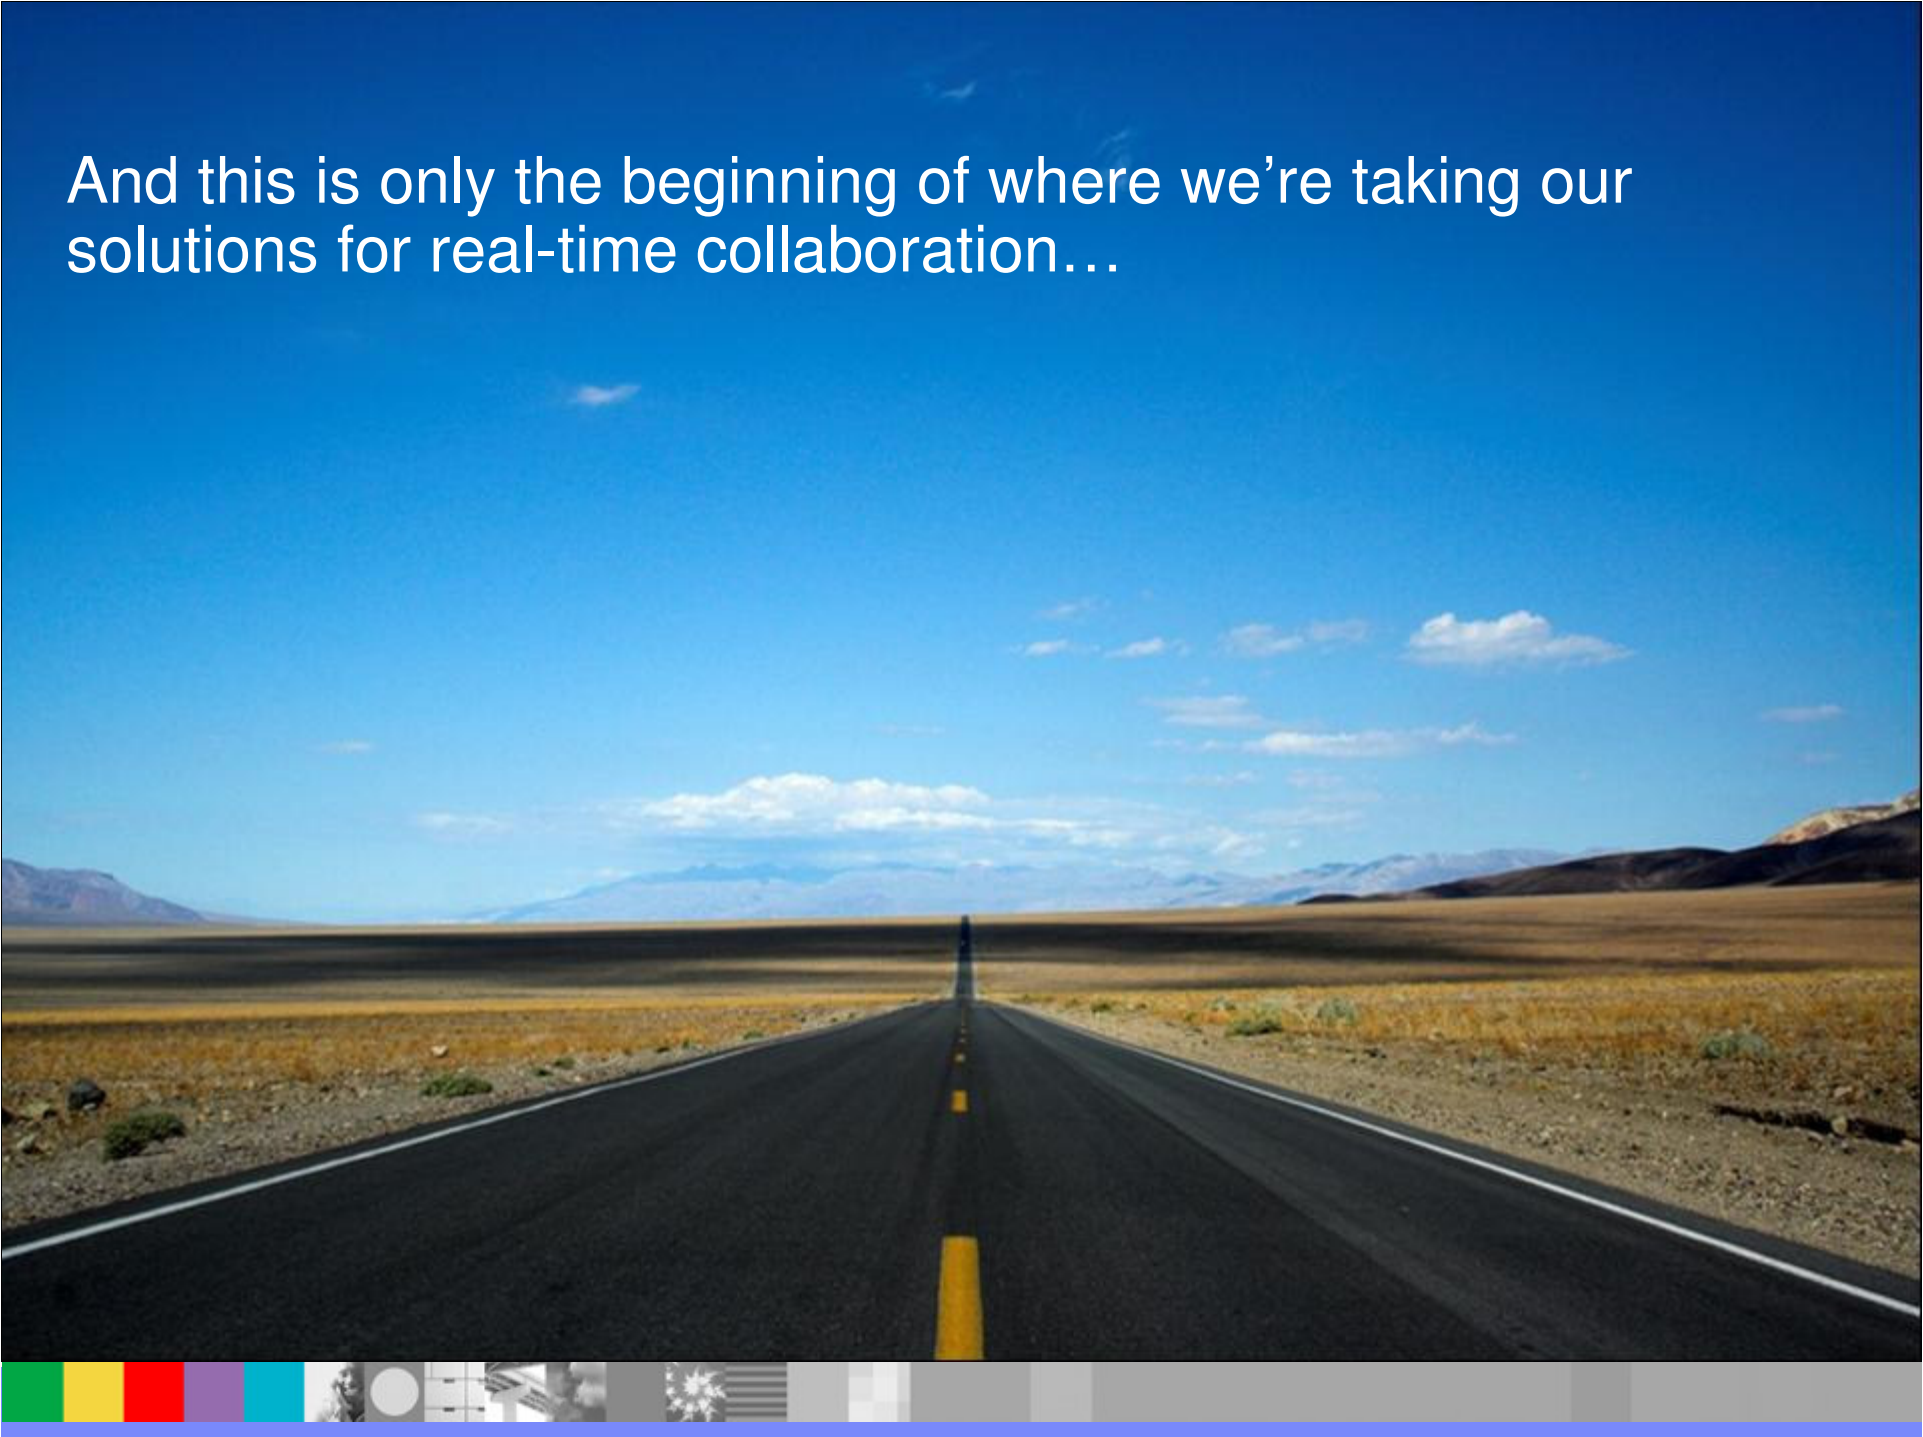 And this is only the beginning of where we’re taking our
solutions for real-time collaboration…